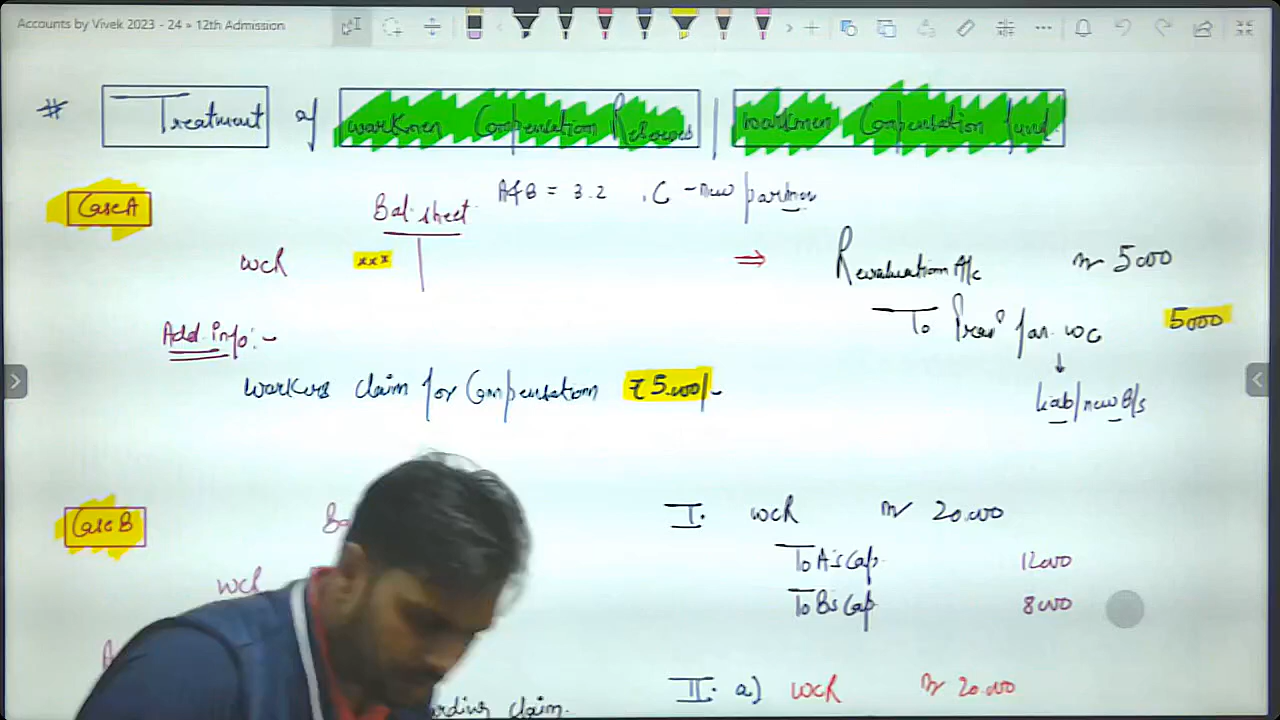 Accounts by Vivek 2023 - 24 » 12th Admission
# Treatment of Workmen Compensation Reserves | Workmen Compensation fund.
Case A
A&B = 3:2 , C - new partner
Bal. sheet
WCR xxx
⇒ Revaluation A/c Dr 5000
To Provn for WC 5000
Liab/new B/s
Add. info:-
Workers claim for Compensation ₹5,000/-
Case B
I. WCR Dr 20,000
To A's Cap 12000
To B's Cap 8000
WCR
II. a) WCR Dr 20,000
claim.